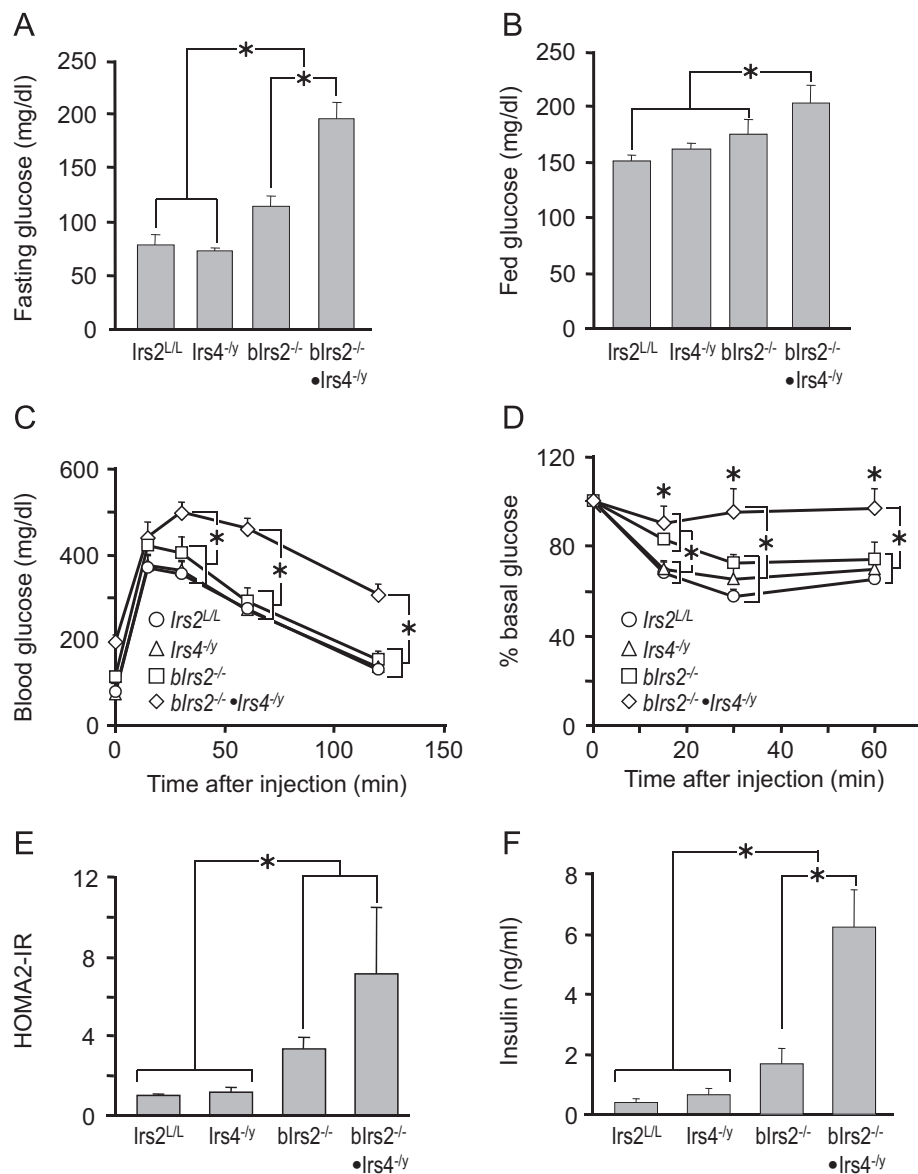 A
Fasting glucose (mg/dl)
250
200
150
100
50
0
*
*
Irs2L/L Irs4-/y bIrs2-/- bIrs2-/-
•Irs4-/y
B
Fed glucose (mg/dl)
250
200
150
100
50
0
*
Irs2L/L Irs4-/y bIrs2-/- bIrs2-/-
•Irs4-/y
C
Blood glucose (mg/dl)
600
400
200
0
*
*
*
Irs2L/L
Irs4-/y
bIrs2-/-
bIrs2-/-•Irs4-/y
0 50 100 150
Time after injection (min)
D
% basal glucose
120
80
40
0
* * *
* * *
Irs2L/L
Irs4-/y
bIrs2-/-
bIrs2-/-•Irs4-/y
0 20 40 60
Time after injection (min)
E
HOMA2-IR
12
8
4
0
*
Irs2L/L Irs4-/y bIrs2-/- bIrs2-/-
•Irs4-/y
F
Insulin (ng/ml)
8
6
4
2
0
*
*
Irs2L/L Irs4-/y bIrs2-/- bIrs2-/-
•Irs4-/y